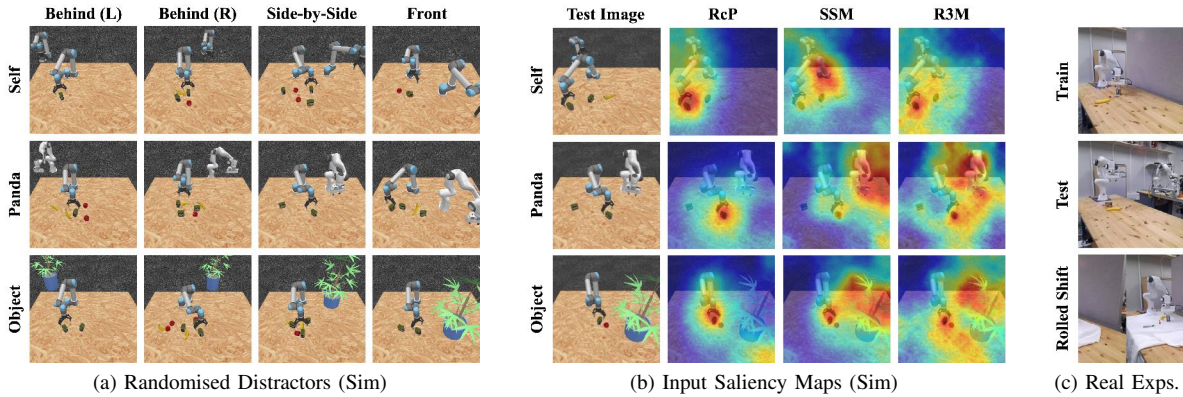 Behind (L) Behind (R) Side-by-Side Front
Self
Panda
Object
(a) Randomised Distractors (Sim)
Test Image RcP SSM R3M
Self
Panda
Object
(b) Input Saliency Maps (Sim)
Train
Test
Rolled Shift
(c) Real Exps.